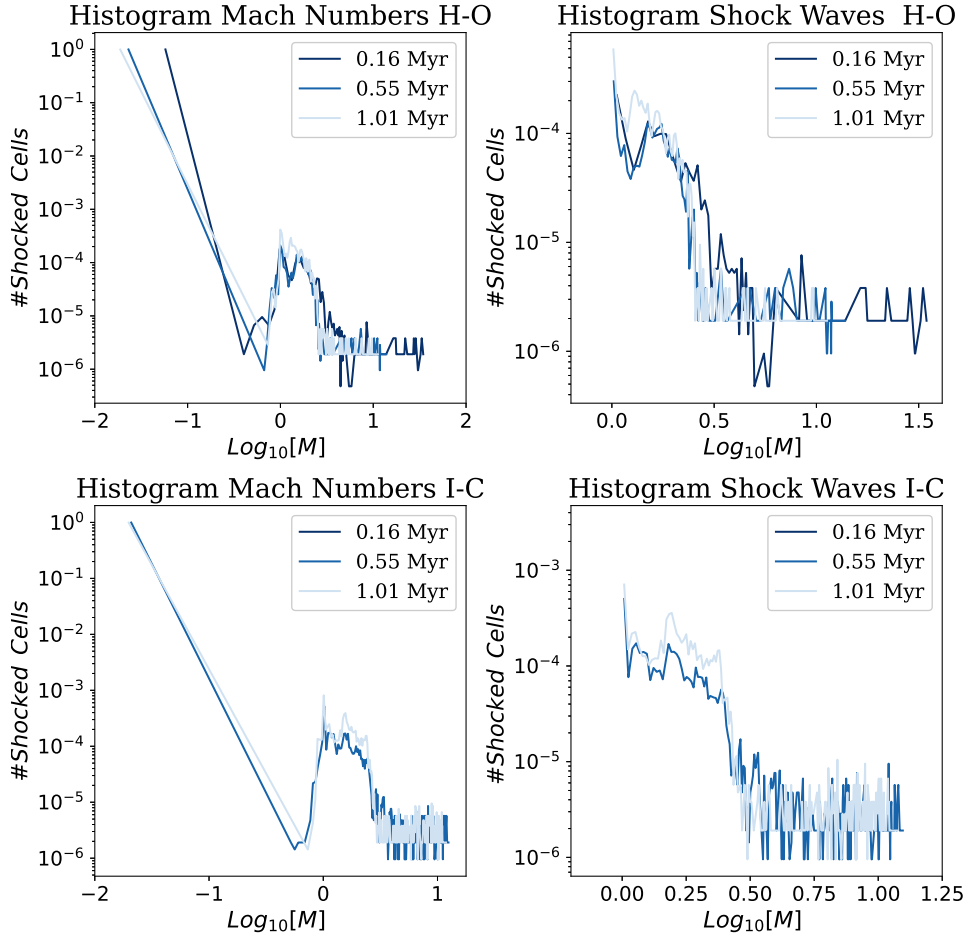 Histogram Mach Numbers H-O
10^0
10^-1
10^-2
10^-3
10^-4
10^-5
10^-6
#Shocked Cells
0.16 Myr
0.55 Myr
1.01 Myr
−2
−1
0
1
2
Log₁₀[M]
Histogram Shock Waves  H-O
10^-4
10^-5
10^-6
#Shocked Cells
0.16 Myr
0.55 Myr
1.01 Myr
0.0
0.5
1.0
1.5
Log₁₀[M]
Histogram Mach Numbers I-C
10^0
10^-1
10^-2
10^-3
10^-4
10^-5
10^-6
#Shocked Cells
0.16 Myr
0.55 Myr
1.01 Myr
−2
−1
0
1
Log₁₀[M]
Histogram Shock Waves I-C
10^-3
10^-4
10^-5
10^-6
#Shocked Cells
0.16 Myr
0.55 Myr
1.01 Myr
0.00
0.25
0.50
0.75
1.00
1.25
Log₁₀[M]